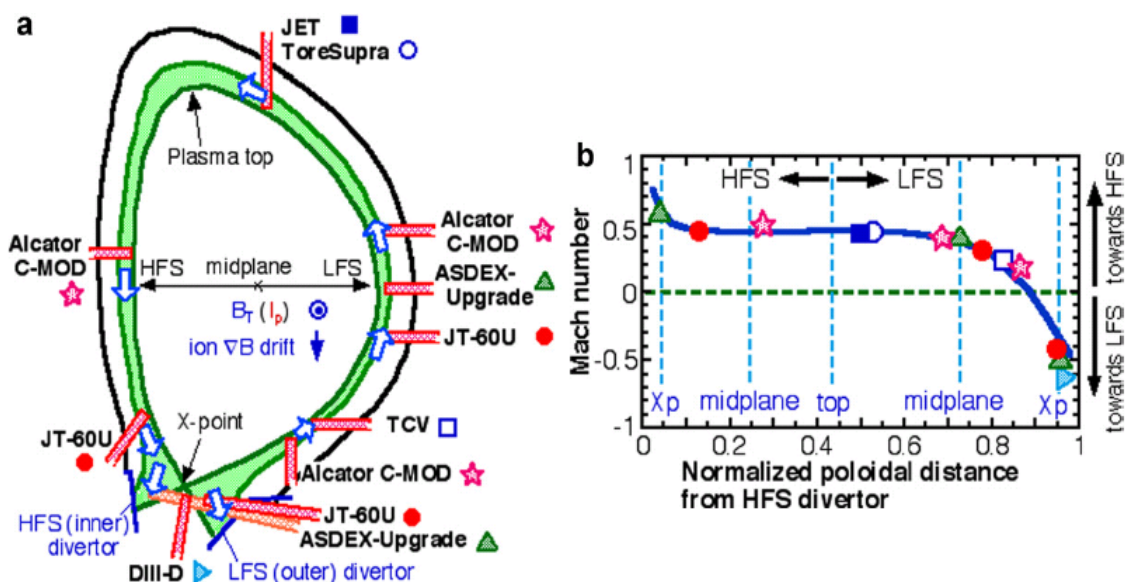 a
JET
ToreSupra
Plasma top
Alcator
C-MOD
HFS
midplane
LFS
B_T (I_p)
ion ∇B drift
Alcator
C-MOD
ASDEX-
Upgrade
JT-60U
JT-60U
X-point
TCV
Alcator C-MOD
HFS (inner)
divertor
JT-60U
ASDEX-Upgrade
DIII-D
LFS (outer) divertor
b
Mach number
1
0.5
0
-0.5
-1
HFS
LFS
Xp
midplane
top
midplane
Xp
0
0.2
0.4
0.6
0.8
1
Normalized poloidal distance
from HFS divertor
towards HFS
towards LFS